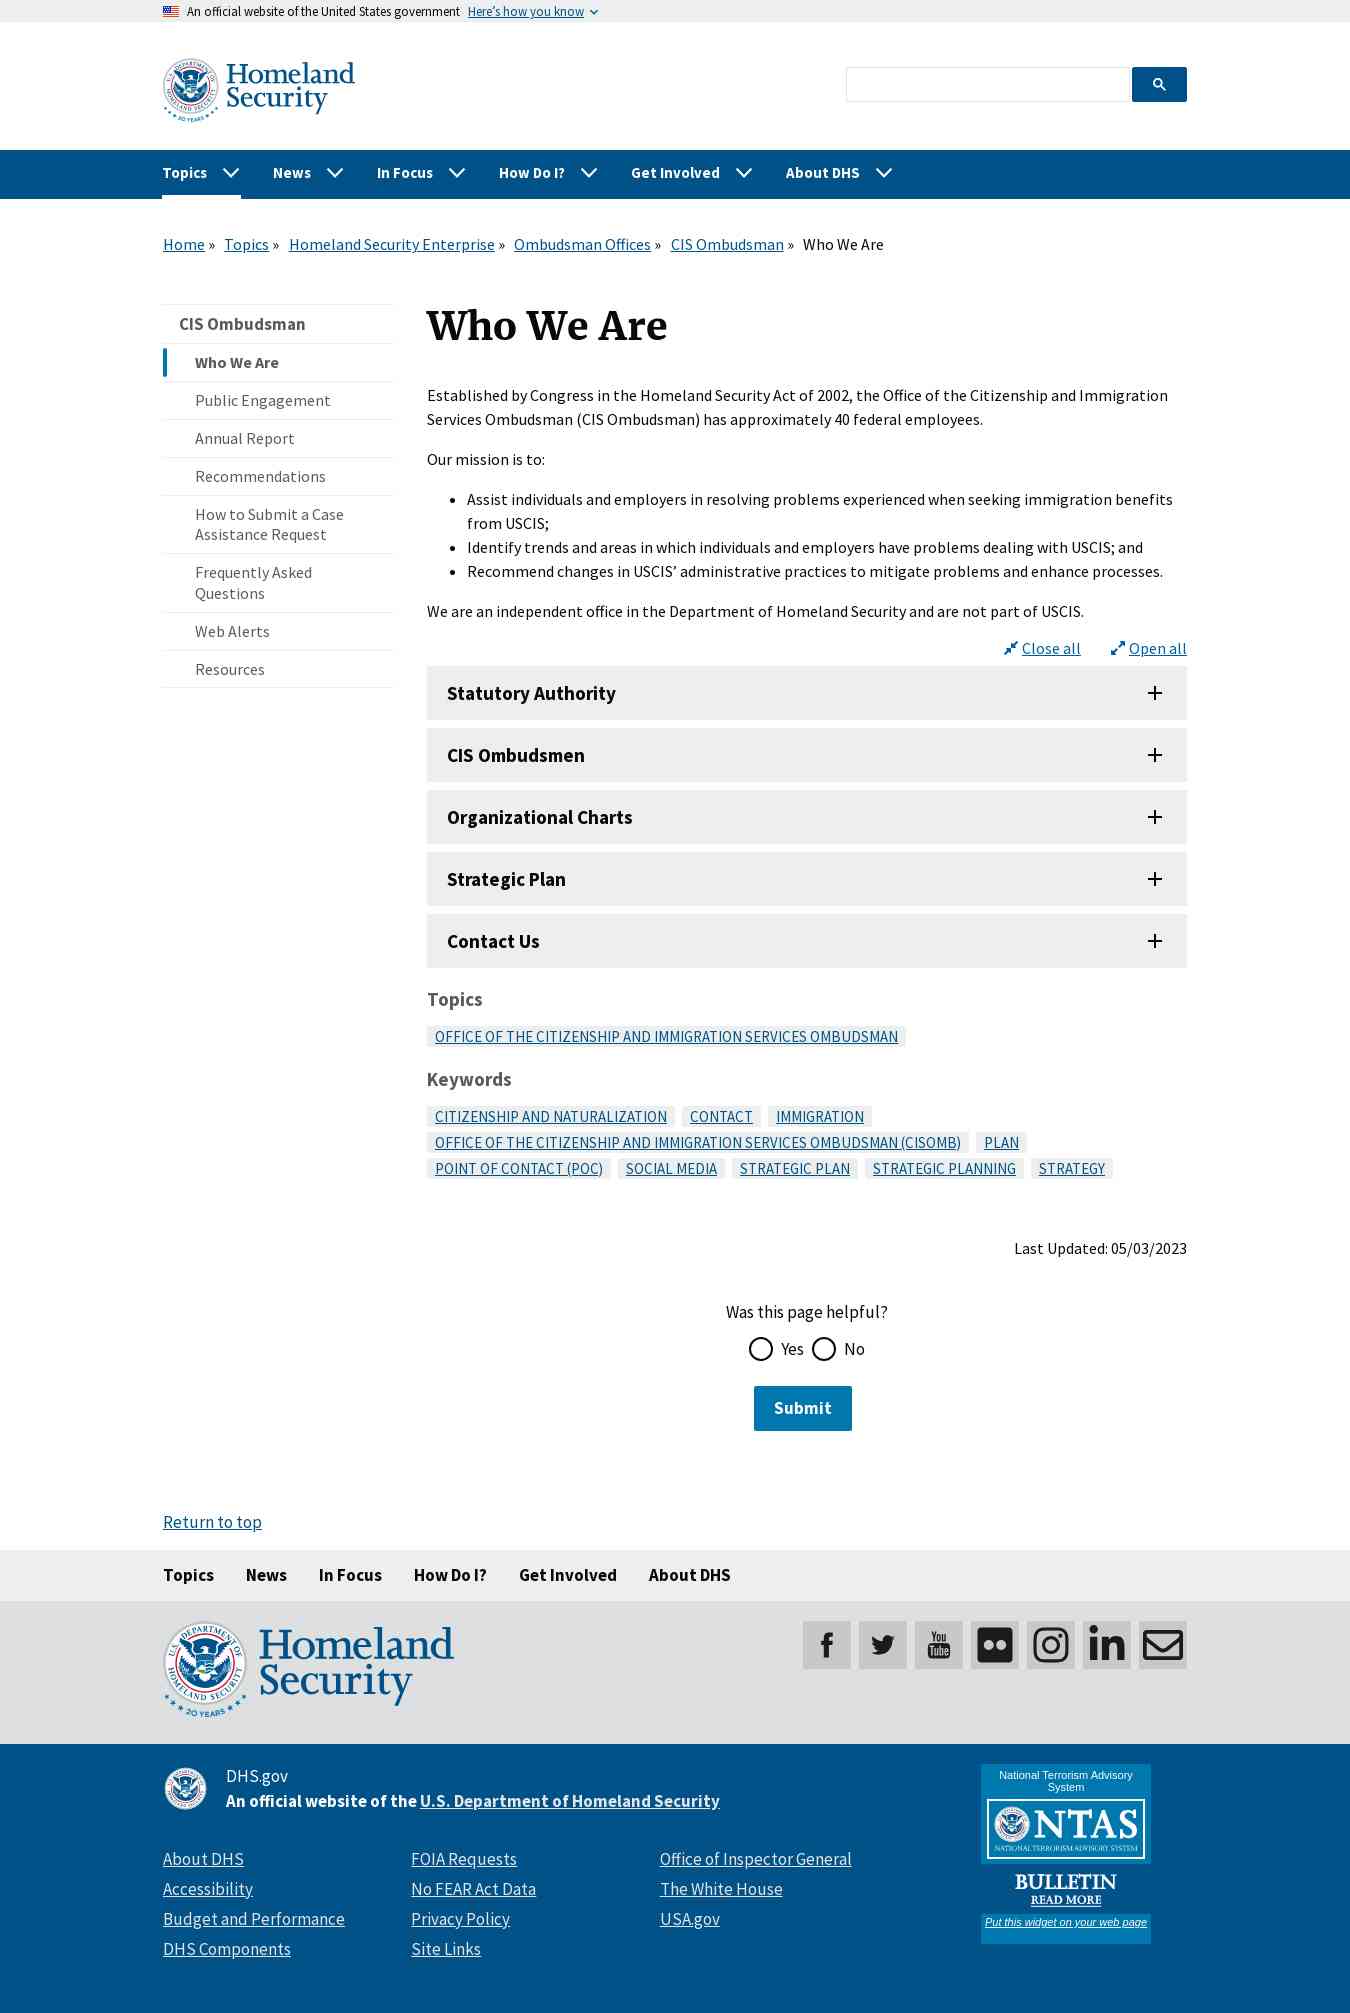 An official website of the United States government Here’s how you know
U.S. DEPARTMENT OF
HOMELAND SECURITY
20 YEARS
Homeland
Security
Topics News In Focus How Do I? Get Involved About DHS
Home » Topics » Homeland Security Enterprise » Ombudsman Offices » CIS Ombudsman » Who We Are
CIS Ombudsman
Who We Are
Public Engagement
Annual Report
Recommendations
How to Submit a Case
Assistance Request
Frequently Asked
Questions
Web Alerts
Resources
Who We Are
Established by Congress in the Homeland Security Act of 2002, the Office of the Citizenship and Immigration
Services Ombudsman (CIS Ombudsman) has approximately 40 federal employees.
Our mission is to:
• Assist individuals and employers in resolving problems experienced when seeking immigration benefits
from USCIS;
• Identify trends and areas in which individuals and employers have problems dealing with USCIS; and
• Recommend changes in USCIS’ administrative practices to mitigate problems and enhance processes.
We are an independent office in the Department of Homeland Security and are not part of USCIS.
Close all Open all
Statutory Authority
CIS Ombudsmen
Organizational Charts
Strategic Plan
Contact Us
Topics
OFFICE OF THE CITIZENSHIP AND IMMIGRATION SERVICES OMBUDSMAN
Keywords
CITIZENSHIP AND NATURALIZATION CONTACT IMMIGRATION
OFFICE OF THE CITIZENSHIP AND IMMIGRATION SERVICES OMBUDSMAN (CISOMB) PLAN
POINT OF CONTACT (POC) SOCIAL MEDIA STRATEGIC PLAN STRATEGIC PLANNING STRATEGY
Last Updated: 05/03/2023
Was this page helpful?
Yes No
Submit
Return to top
Topics News In Focus How Do I? Get Involved About DHS
U.S. DEPARTMENT OF
HOMELAND SECURITY
20 YEARS
Homeland
Security
You
Tube
DHS.gov
An official website of the U.S. Department of Homeland Security
About DHS
Accessibility
Budget and Performance
DHS Components
FOIA Requests
No FEAR Act Data
Privacy Policy
Site Links
Office of Inspector General
The White House
USA.gov
National Terrorism Advisory
System
NTAS
NATIONAL TERRORISM ADVISORY SYSTEM
BULLETIN
READ MORE
Put this widget on your web page